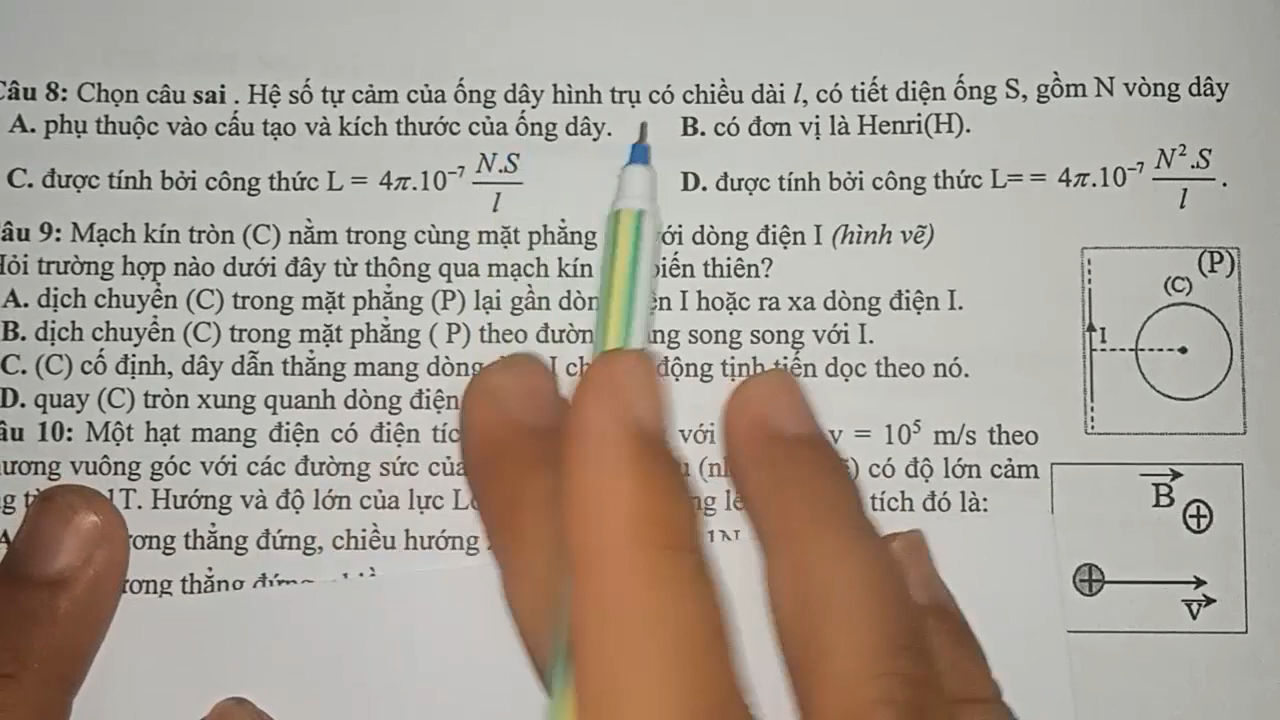 Câu 8: Chọn câu sai . Hệ số tự cảm của ống dây hình trụ có chiều dài l, có tiết diện ống S, gồm N vòng dây
A. phụ thuộc vào cấu tạo và kích thước của ống dây. B. có đơn vị là Henri(H).
C. được tính bởi công thức L = 4π.10⁻⁷ N.S/l D. được tính bởi công thức L= = 4π.10⁻⁷ N².S/l .
âu 9: Mạch kín tròn (C) nằm trong cùng mặt phẳng ới dòng điện I (hình vẽ)
Hỏi trường hợp nào dưới đây từ thông qua mạch kín biến thiên?
A. dịch chuyển (C) trong mặt phẳng (P) lại gần dòn ện I hoặc ra xa dòng điện I.
B. dịch chuyển (C) trong mặt phẳng ( P) theo đườn ng song song với I.
C. (C) cố định, dây dẫn thẳng mang dòng I ch động tịnh tiến dọc theo nó.
D. quay (C) tròn xung quanh dòng điện
(P)
(C)
I
âu 10: Một hạt mang điện có điện tíc với v = 10⁵ m/s theo
ương vuông góc với các đường sức của ) có độ lớn cảm
1T. Hướng và độ lớn của lực L tích đó là:
ương thẳng đứng, chiều hướng
ương thẳng
B
v